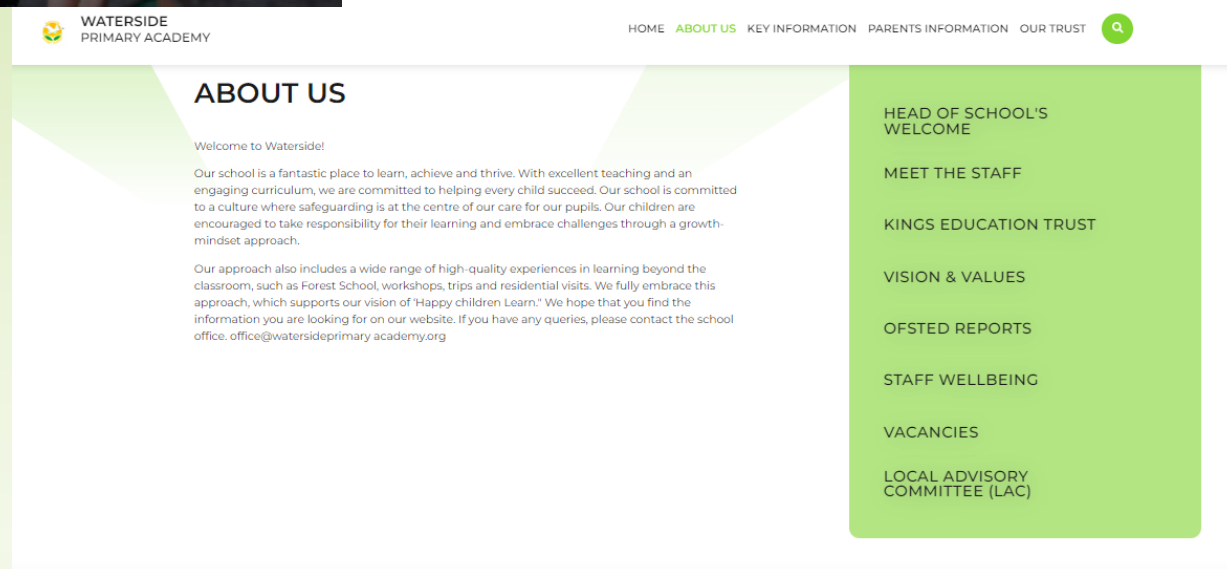 WATERSIDE
PRIMARY ACADEMY
HOME ABOUT US KEY INFORMATION PARENTS INFORMATION OUR TRUST
ABOUT US
Welcome to Waterside!
Our school is a fantastic place to learn, achieve and thrive. With excellent teaching and an
engaging curriculum, we are committed to helping every child succeed. Our school is committed
to a culture where safeguarding is at the centre of our care for our pupils. Our children are
encouraged to take responsibility for their learning and embrace challenges through a growth-
mindset approach.
Our approach also includes a wide range of high-quality experiences in learning beyond the
classroom, such as Forest School, workshops, trips and residential visits. We fully embrace this
approach, which supports our vision of 'Happy children Learn." We hope that you find the
information you are looking for on our website. If you have any queries, please contact the school
office. office@watersideprimary academy.org
HEAD OF SCHOOL'S
WELCOME
MEET THE STAFF
KINGS EDUCATION TRUST
VISION & VALUES
OFSTED REPORTS
STAFF WELLBEING
VACANCIES
LOCAL ADVISORY
COMMITTEE (LAC)